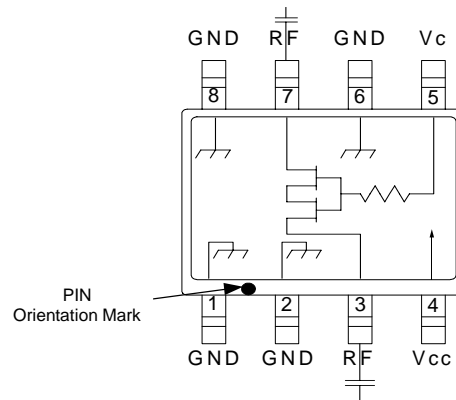 GND RF GND Vc
8 7 6 5
PIN
Orientation Mark
1 2 3 4
GND GND RF Vcc